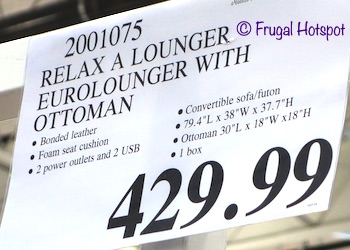 © Frugal Hotspot
2001075
RELAX A LOUNGER
EUROLOUNGER WITH
OTTOMAN
• Bonded leather
• Foam seat cushion
• 2 power outlets and 2 USB
• Convertible sofa/futon
• 79.4"L x 38"W x 37.7"H
• Ottoman 30"L x 18"W x18"H
• 1 box
429.99